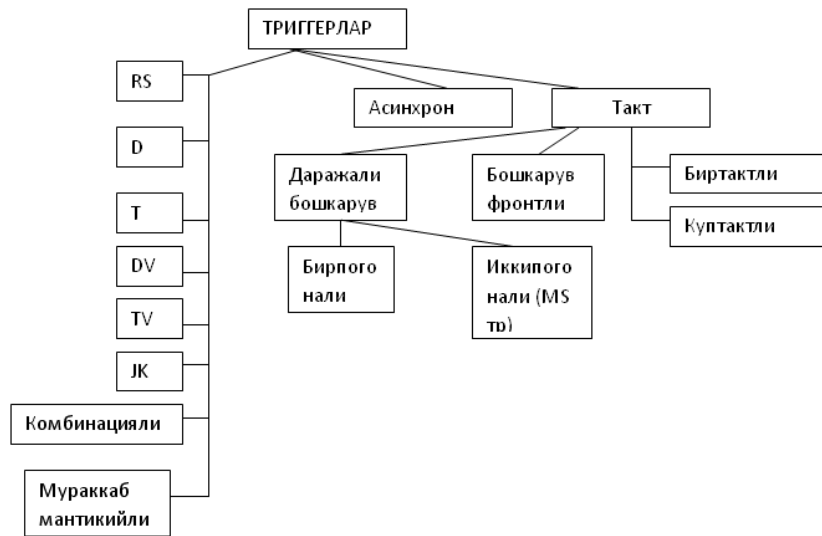 ТРИГГЕРЛАР
RS
Асинхрон
Такт
D
Даражали
бошкарув
Бошкарув
фронтли
Биртактли
Т
Куптактли
DV
Бирпого
нали
Иккипого
нали (MS
тр)
TV
JK
Комбинацияли
Мураккаб
мантикийли